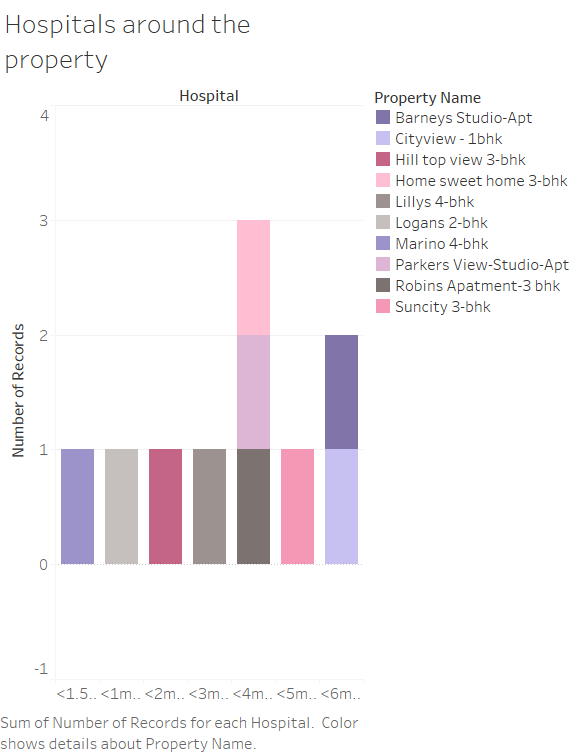 Hospitals around the
property
Hospital
Property Name
Barneys Studio-Apt
Cityview - 1bhk
Hill top view 3-bhk
Home sweet home 3-bhk
Lillys 4-bhk
Logans 2-bhk
Marino 4-bhk
Parkers View-Studio-Apt
Robins Apatment-3 bhk
Suncity 3-bhk
Number of Records
4
3
2
1
0
-1
<1.5.. <1m.. <2m.. <3m.. <4m.. <5m.. <6m..
Sum of Number of Records for each Hospital. Color
shows details about Property Name.